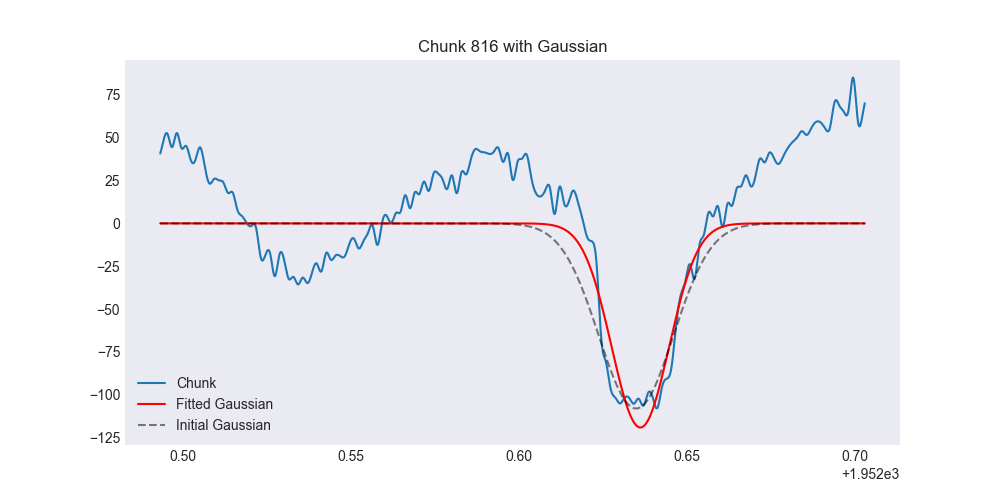 Chunk 816 with Gaussian
75
50
25
0
−25
−50
−75
−100
−125
Chunk
Fitted Gaussian
Initial Gaussian
0.50 0.55 0.60 0.65 0.70
+1.952e3